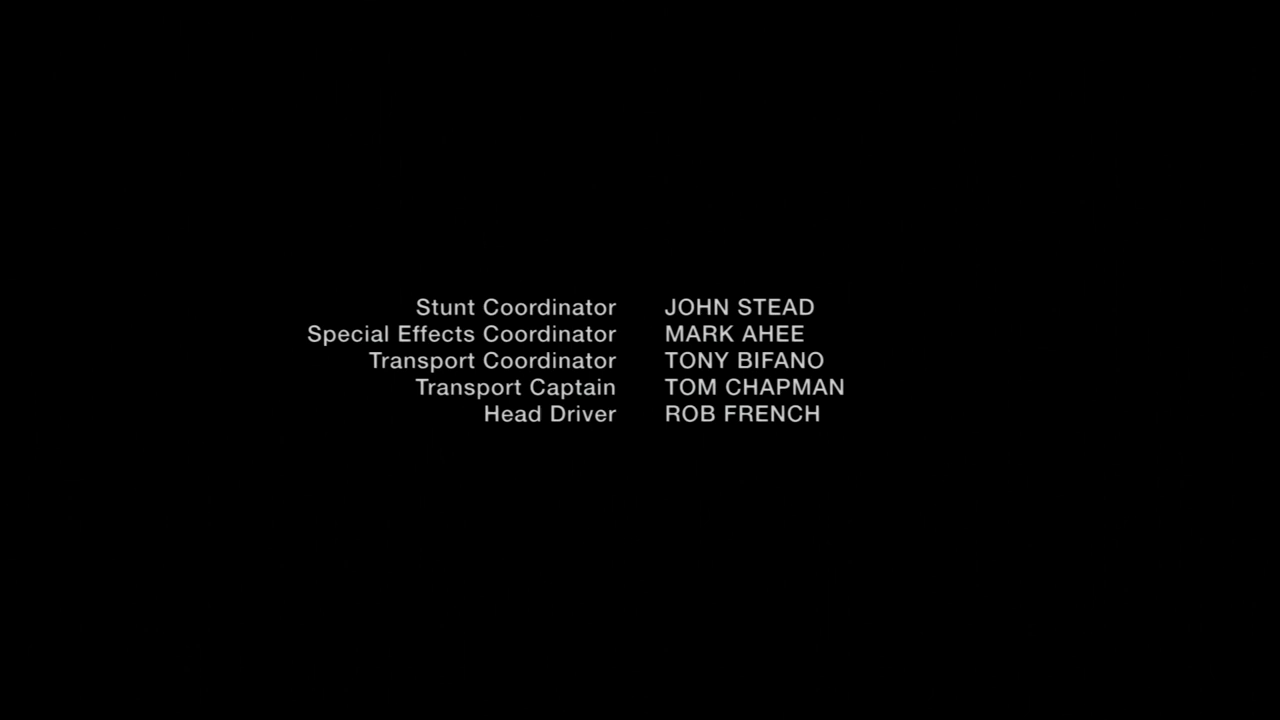 Stunt Coordinator JOHN STEAD
Special Effects Coordinator MARK AHEE
Transport Coordinator TONY BIFANO
Transport Captain TOM CHAPMAN
Head Driver ROB FRENCH